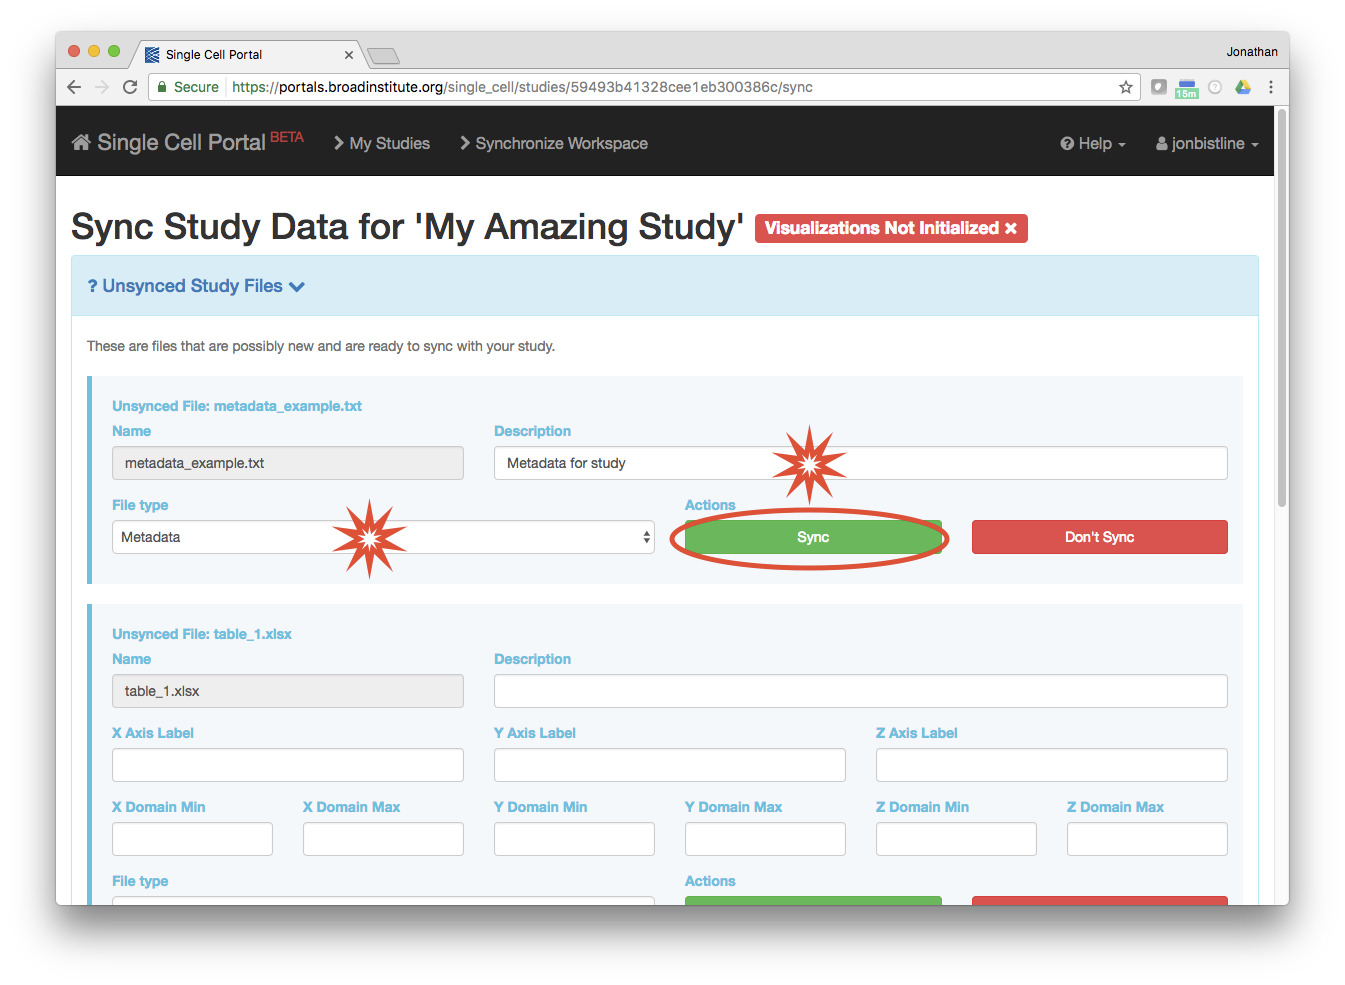 Single Cell Portal
Jonathan
Secure https://portals.broadinstitute.org/single_cell/studies/59493b41328cee1eb300386c/sync
15m
Single Cell Portal BETA My Studies Synchronize Workspace Help jonbistline
Sync Study Data for 'My Amazing Study' Visualizations Not Initialized ×
? Unsynced Study Files
These are files that are possibly new and are ready to sync with your study.
Unsynced File: metadata_example.txt
Name Description
metadata_example.txt Metadata for study
File type Actions
Metadata Sync Don't Sync
Unsynced File: table_1.xlsx
Name Description
table_1.xlsx
X Axis Label Y Axis Label Z Axis Label
X Domain Min X Domain Max Y Domain Min Y Domain Max Z Domain Min Z Domain Max
File type Actions